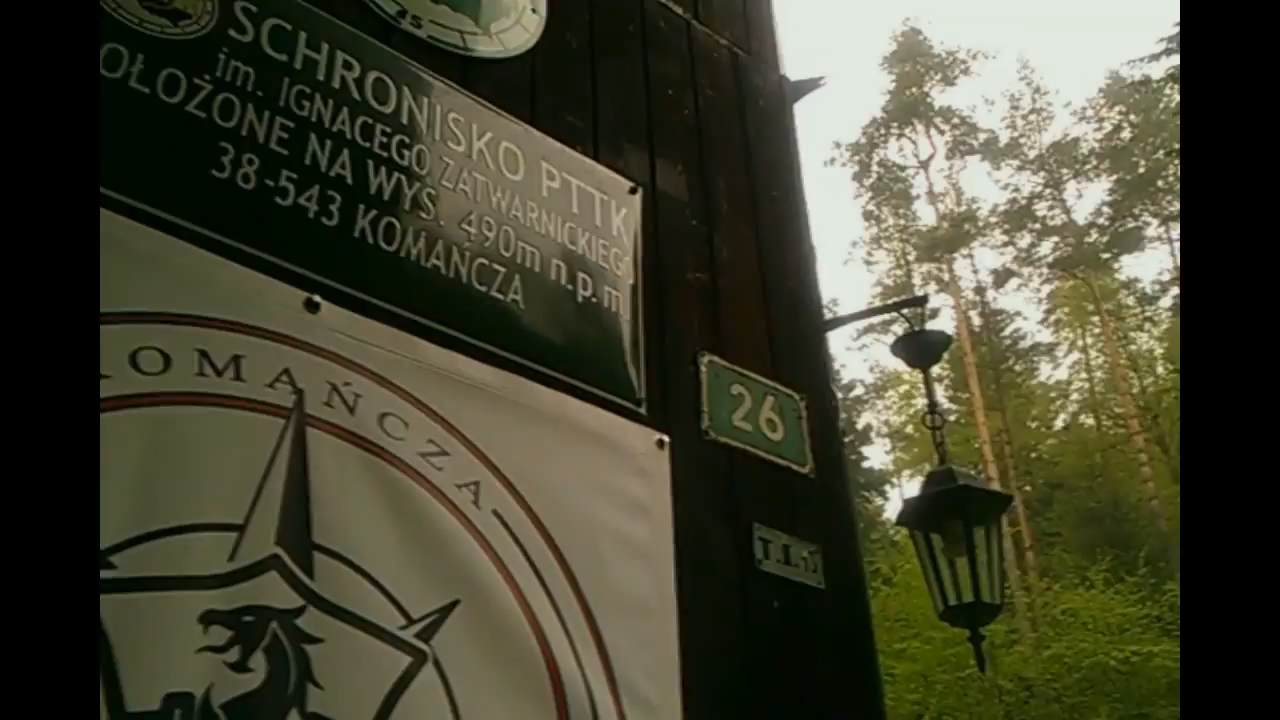 SCHRONISKO PTTK
im. IGNACEGO ZATWARNICKIEGO
OŁOŻONE NA WYS. 490m n.p.m
38-543 KOMAŃCZA
KOMAŃCZA
26